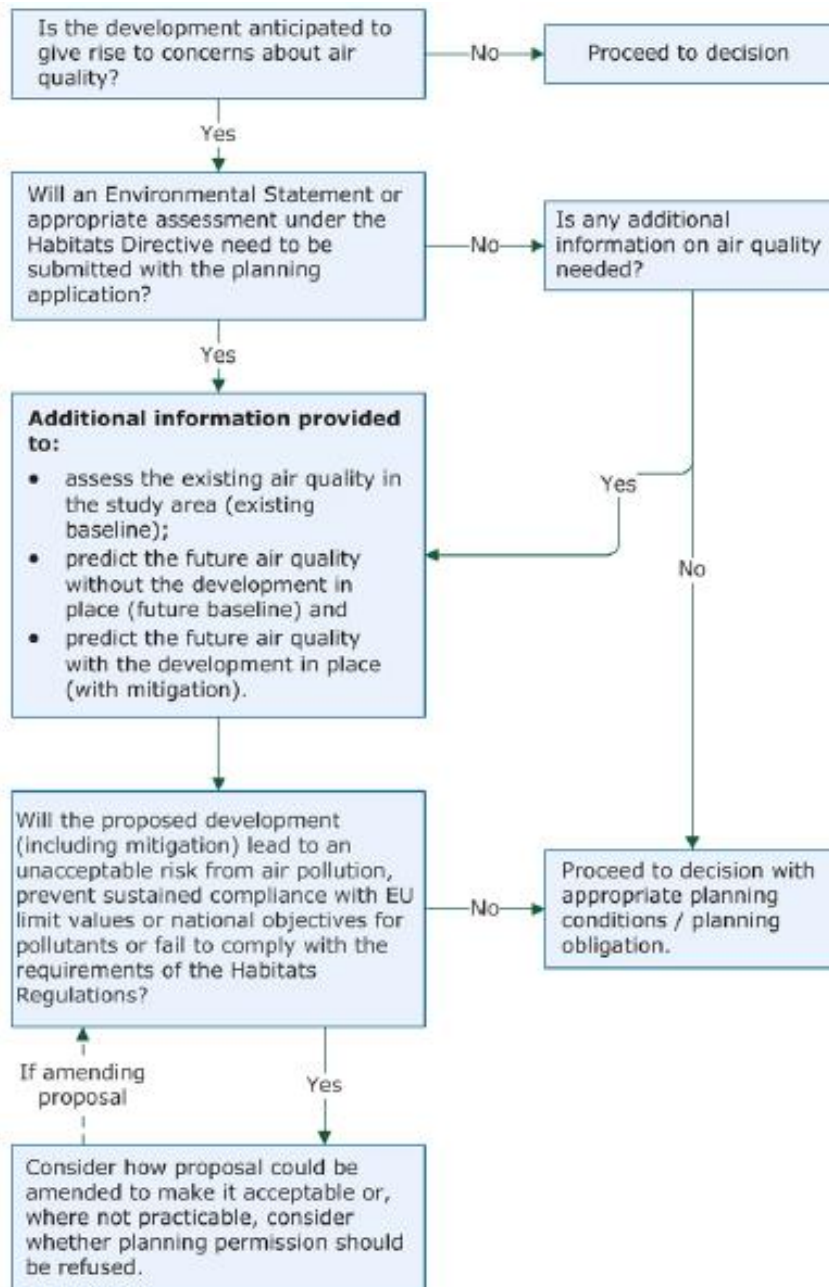 Is the development anticipated to
give rise to concerns about air
quality?
No
Proceed to decision
Yes
Will an Environmental Statement or
appropriate assessment under the
Habitats Directive need to be
submitted with the planning
application?
No
Is any additional
information on air quality
needed?
Yes
Additional information provided
to:
• assess the existing air quality in
the study area (existing
baseline);
• predict the future air quality
without the development in
place (future baseline) and
• predict the future air quality
with the development in place
(with mitigation).
Yes
No
Will the proposed development
(including mitigation) lead to an
unacceptable risk from air pollution,
prevent sustained compliance with EU
limit values or national objectives for
pollutants or fail to comply with the
requirements of the Habitats
Regulations?
No
Proceed to decision with
appropriate planning
conditions / planning
obligation.
If amending
proposal
Yes
Consider how proposal could be
amended to make it acceptable or,
where not practicable, consider
whether planning permission should
be refused.